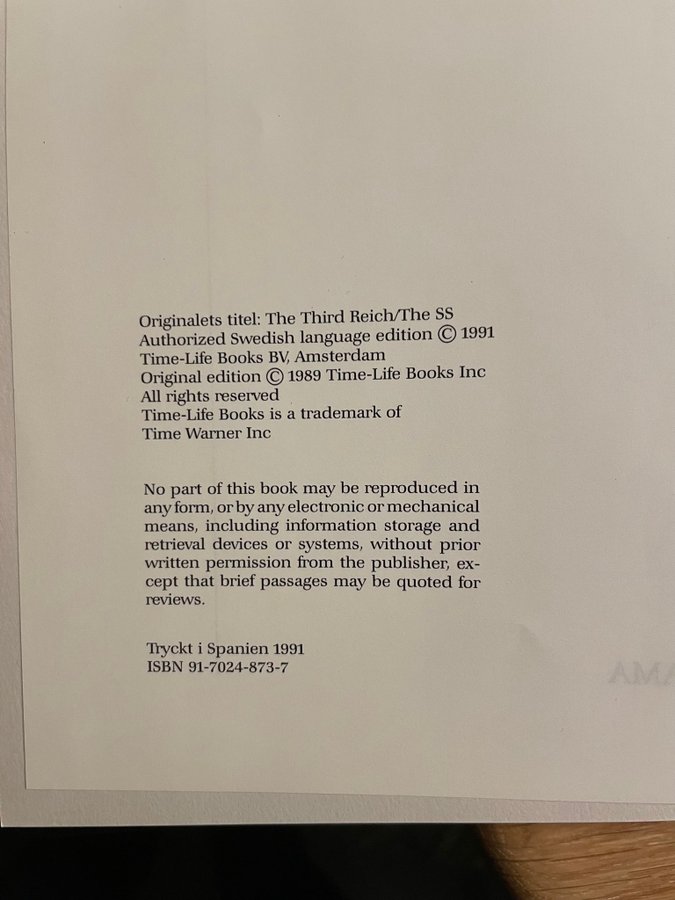 Originalets titel: The Third Reich/The SS
Authorized Swedish language edition © 1991
Time-Life Books BV, Amsterdam
Original edition © 1989 Time-Life Books Inc
All rights reserved
Time-Life Books is a trademark of
Time Warner Inc
No part of this book may be reproduced in
any form, or by any electronic or mechanical
means, including information storage and
retrieval devices or systems, without prior
written permission from the publisher, ex-
cept that brief passages may be quoted for
reviews.
Tryckt i Spanien 1991
ISBN 91-7024-873-7